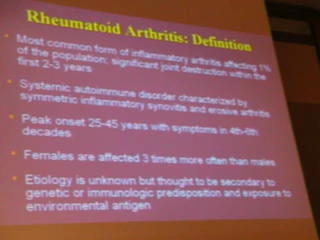 Rheumatoid Arthritis: Definition
Most common form of inflammatory arthritis affecting 1%
of the population; significant joint destruction within the
first 2-3 years
Systemic autoimmune disorder characterized by
symmetric inflammatory synovitis and erosive arthritis
Peak onset 25-45 years with symptoms in 4th-6th
decades
Females are affected 3 times more often than males
Etiology is unknown but thought to be secondary to
genetic or immunologic predisposition and exposure to
environmental antigen